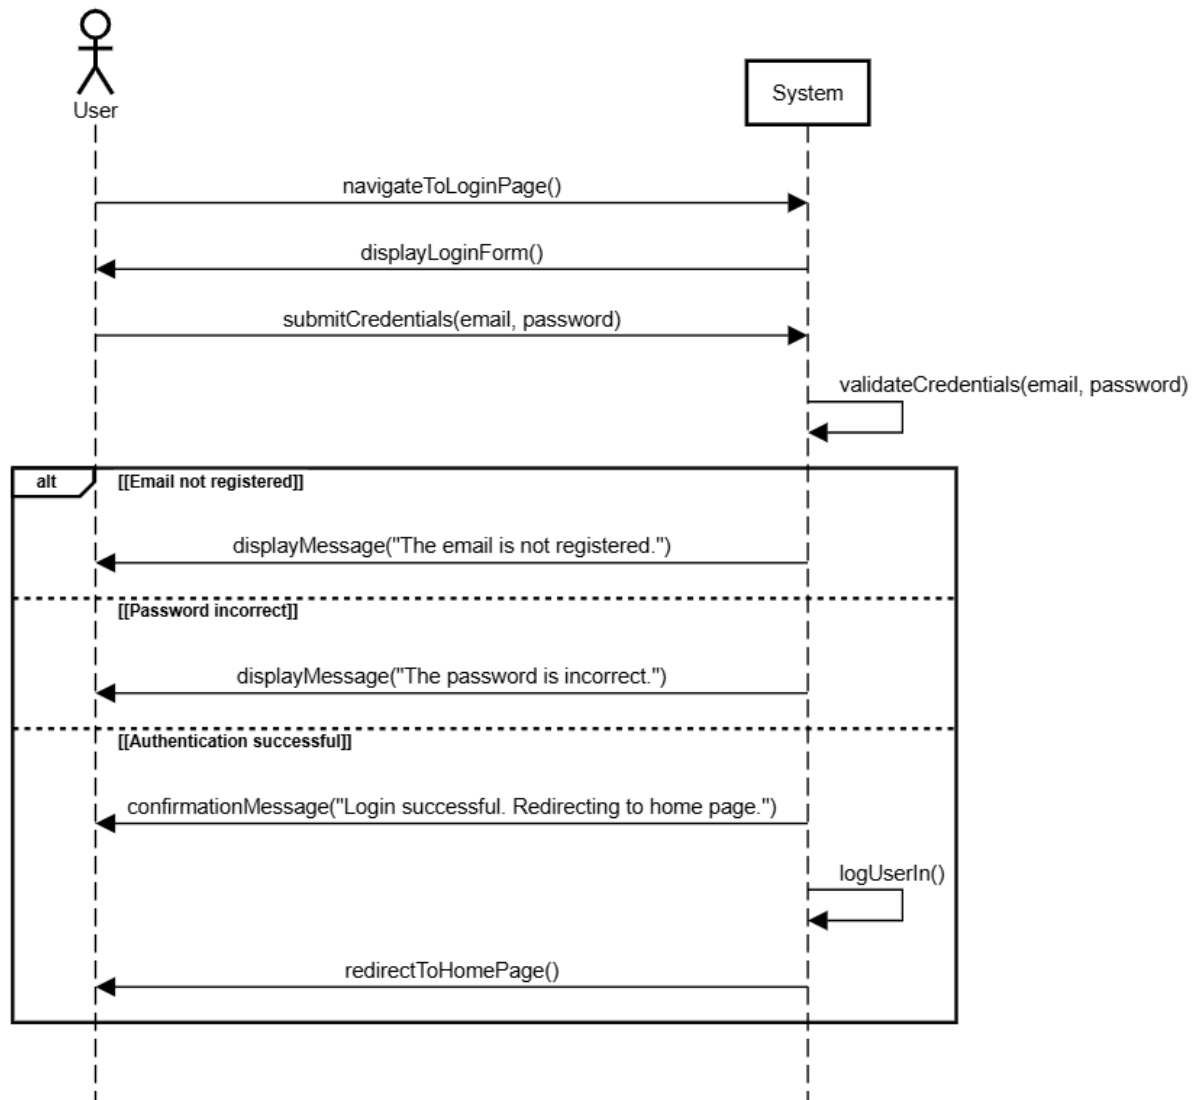 User
System
navigateToLoginPage()
displayLoginForm()
submitCredentials(email, password)
validateCredentials(email, password)
alt
[[Email not registered]]
displayMessage("The email is not registered.")
[[Password incorrect]]
displayMessage("The password is incorrect.")
[[Authentication successful]]
confirmationMessage("Login successful. Redirecting to home page.")
logUserIn()
redirectToHomePage()